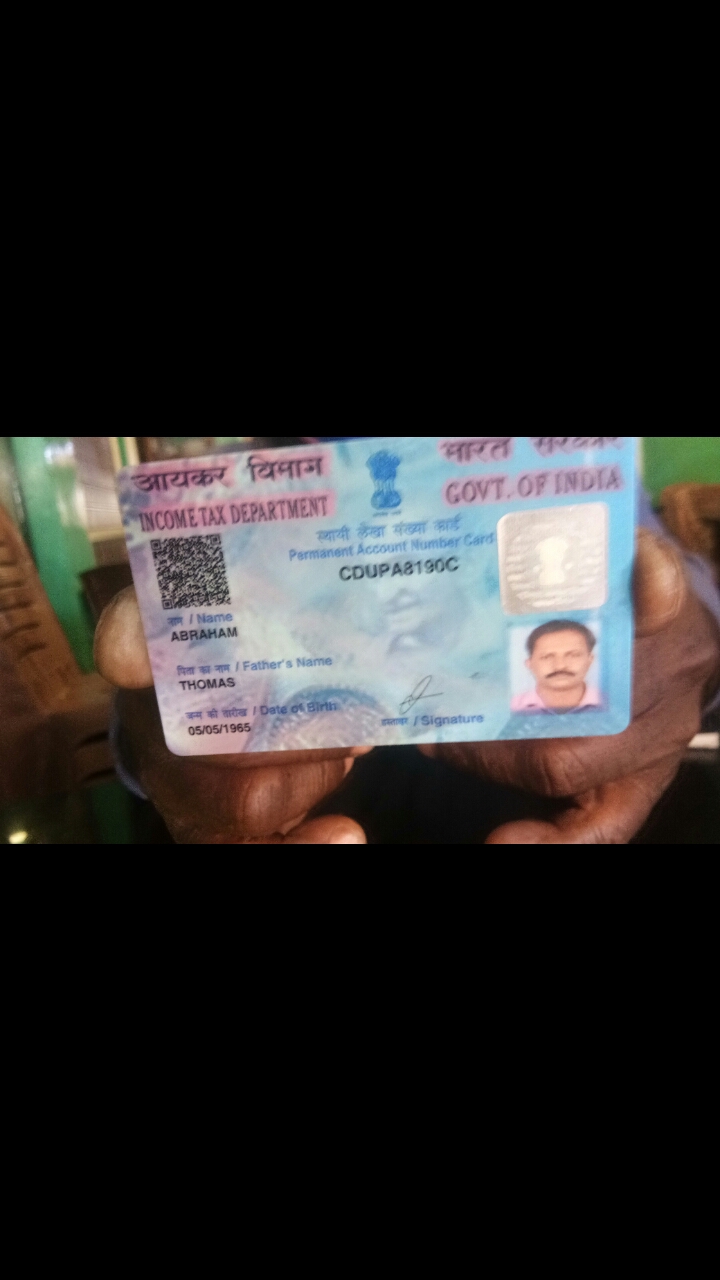 आयकर विभाग
भारत सरकार
INCOME TAX DEPARTMENT
GOVT. OF INDIA
स्थायी लेखा संख्या कार्ड
Permanent Account Number Card
CDUPA8190C
नाम / Name
ABRAHAM
पिता का नाम / Father's Name
THOMAS
जन्म की तारीख / Date of Birth
05/05/1965
हस्ताक्षर / Signature